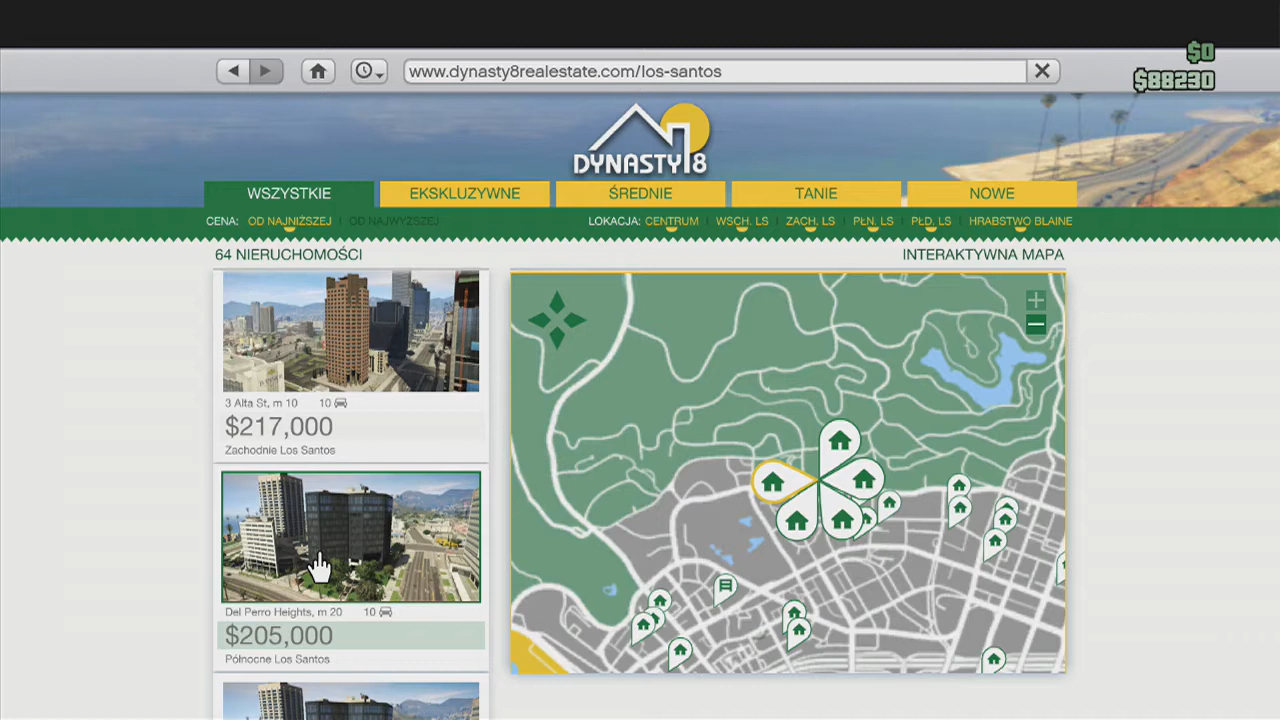 $0
www.dynasty8realestate.com/los-santos
$88230
DYNASTY 8
WSZYSTKIE
EKSKLUZYWNE
ŚREDNIE
TANIE
NOWE
CENA: OD NAJNIŻSZEJ | OD NAJWYŻSZEJ
LOKACJA: CENTRUM | WSCH. LS | ZACH. LS | PŁN. LS | PŁD. LS | HRABSTWO BLAINE
64 NIERUCHOMOŚCI
INTERAKTYWNA MAPA
3 Alta St, m 10 10
$217,000
Zachodnie Los Santos
Del Perro Heights, m 20 10
$205,000
Północne Los Santos